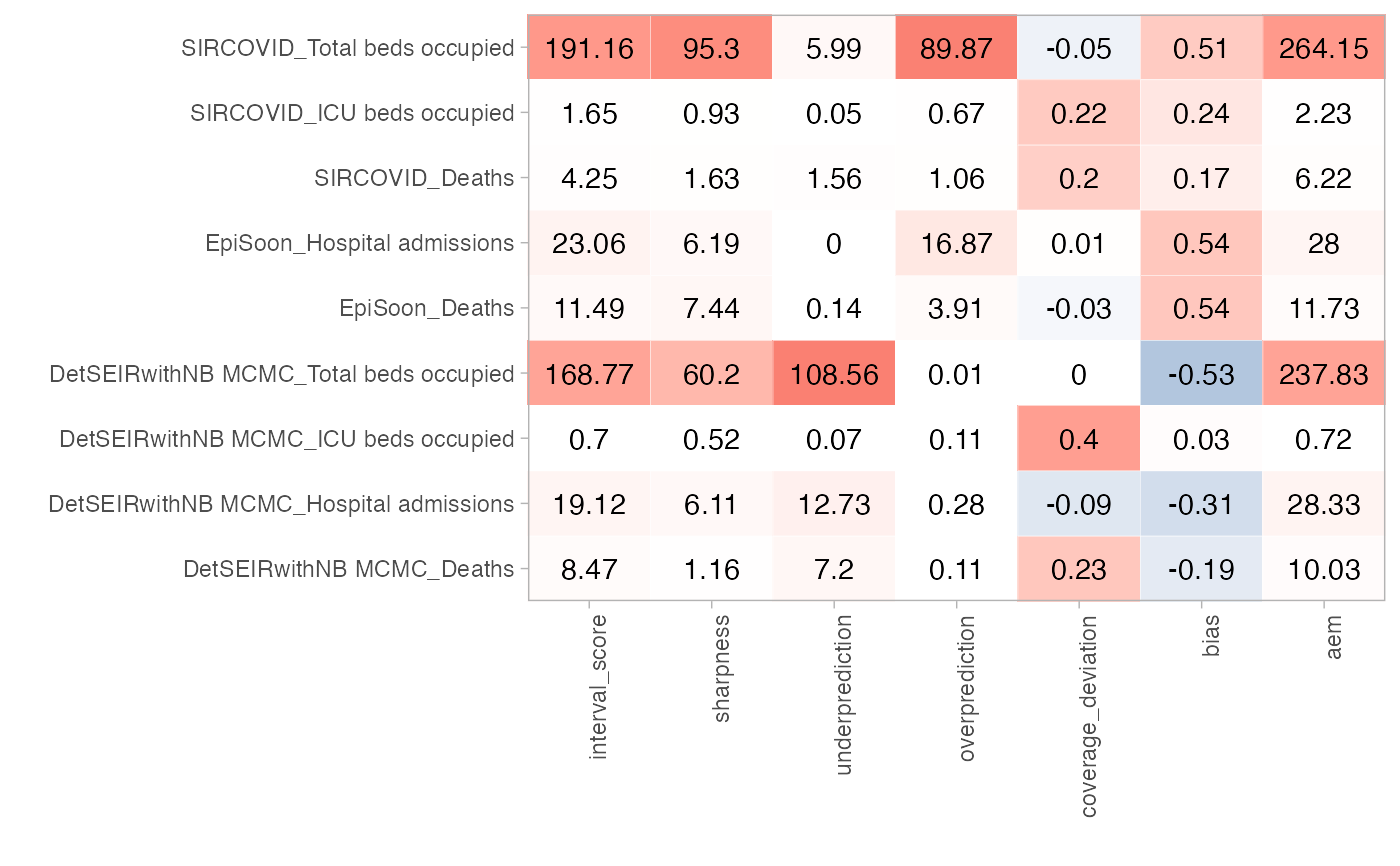 SIRCOVID_Total beds occupied 191.16 95.3 5.99 89.87 -0.05 0.51 264.15
SIRCOVID_ICU beds occupied 1.65 0.93 0.05 0.67 0.22 0.24 2.23
SIRCOVID_Deaths 4.25 1.63 1.56 1.06 0.2 0.17 6.22
EpiSoon_Hospital admissions 23.06 6.19 0 16.87 0.01 0.54 28
EpiSoon_Deaths 11.49 7.44 0.14 3.91 -0.03 0.54 11.73
DetSEIRwithNB MCMC_Total beds occupied 168.77 60.2 108.56 0.01 0 -0.53 237.83
DetSEIRwithNB MCMC_ICU beds occupied 0.7 0.52 0.07 0.11 0.4 0.03 0.72
DetSEIRwithNB MCMC_Hospital admissions 19.12 6.11 12.73 0.28 -0.09 -0.31 28.33
DetSEIRwithNB MCMC_Deaths 8.47 1.16 7.2 0.11 0.23 -0.19 10.03
interval_score
sharpness
underprediction
overprediction
coverage_deviation
bias
aem